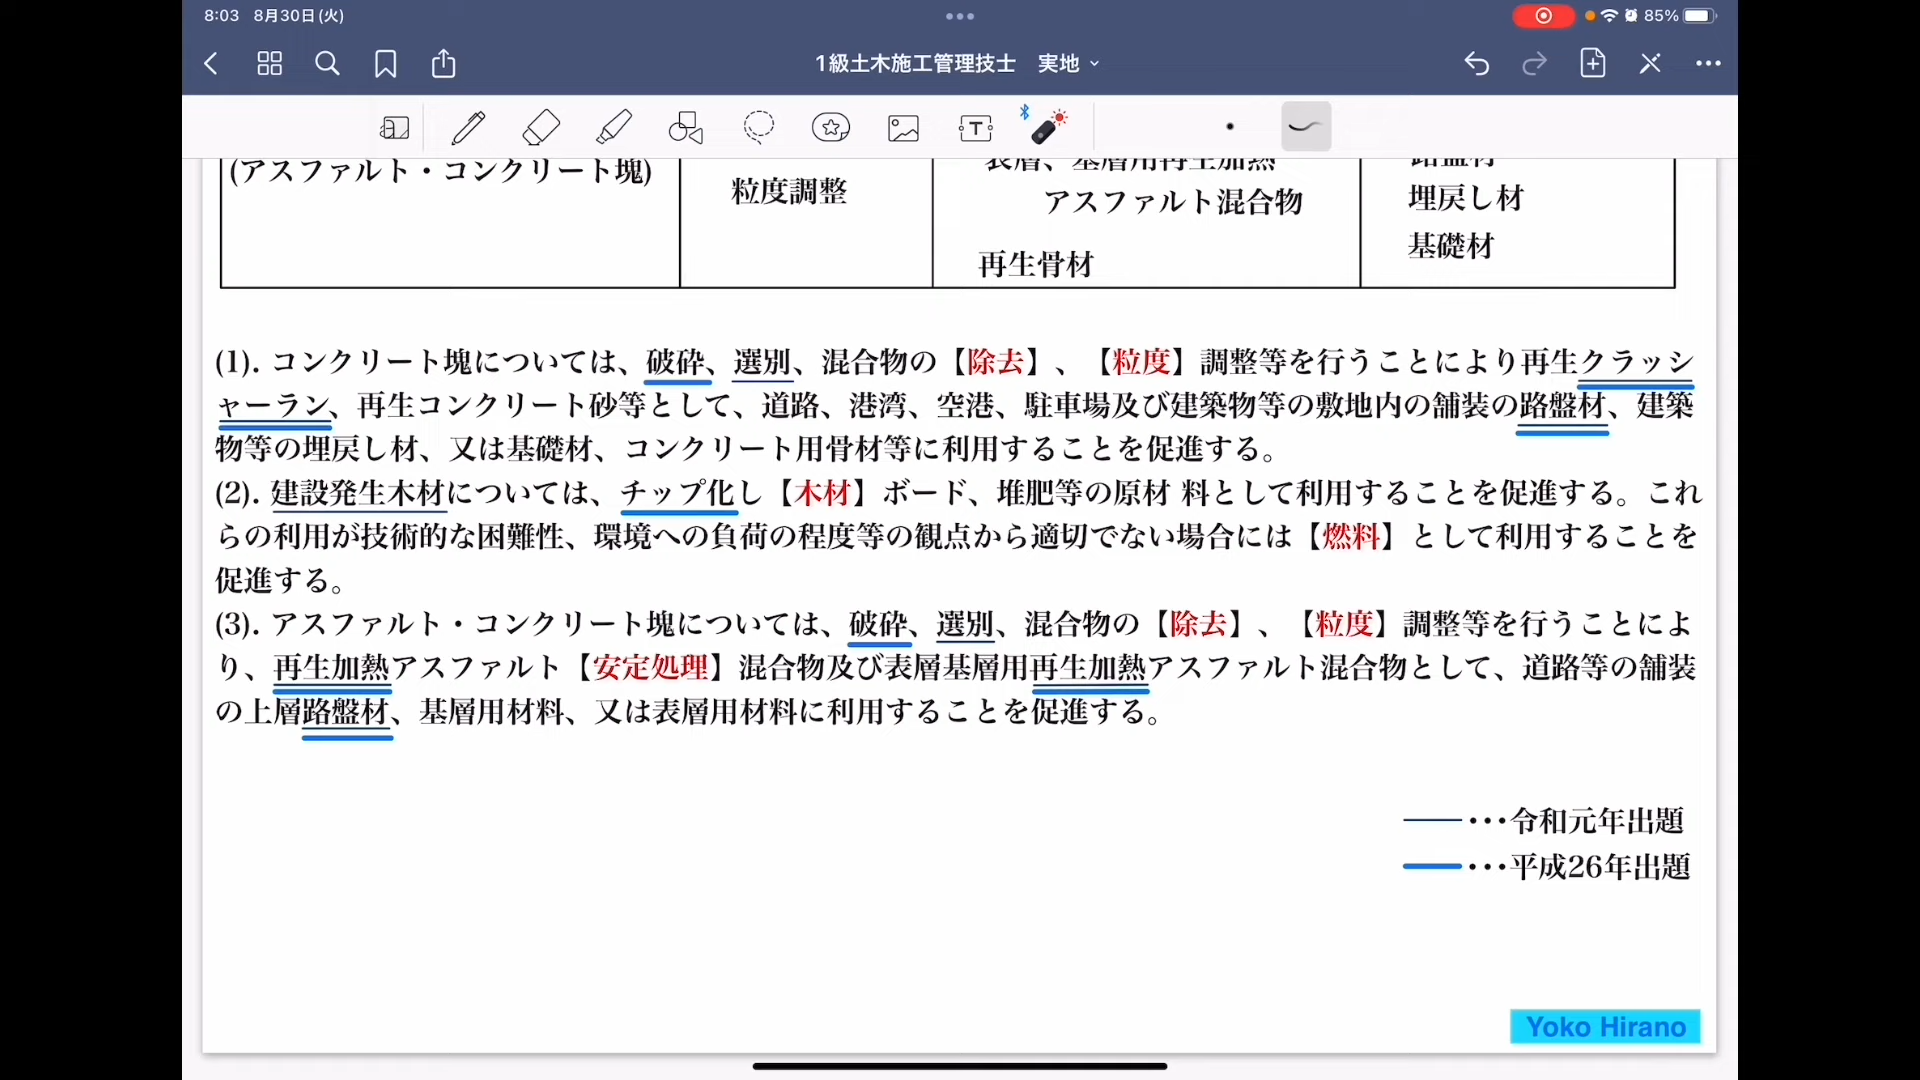 8:03 8月30日(火)
85%
1級土木施工管理技士 実地
(アスファルト・コンクリート塊)
粒度調整
表層、基層用再生加熱
アスファルト混合物
再生骨材
路盤材
埋戻し材
基礎材
(1). コンクリート塊については、破砕、選別、混合物の【除去】、【粒度】調整等を行うことにより再生クラッシ
ャーラン、再生コンクリート砂等として、道路、港湾、空港、駐車場及び建築物等の敷地内の舗装の路盤材、建築
物等の埋戻し材、又は基礎材、コンクリート用骨材等に利用することを促進する。
(2). 建設発生木材については、チップ化し【木材】ボード、堆肥等の原材 料として利用することを促進する。これ
らの利用が技術的な困難性、環境への負荷の程度等の観点から適切でない場合には【燃料】として利用することを
促進する。
(3). アスファルト・コンクリート塊については、破砕、選別、混合物の【除去】、【粒度】調整等を行うことによ
り、再生加熱アスファルト【安定処理】混合物及び表層基層用再生加熱アスファルト混合物として、道路等の舗装
の上層路盤材、基層用材料、又は表層用材料に利用することを促進する。
・・・令和元年出題
・・・平成26年出題
Yoko Hirano